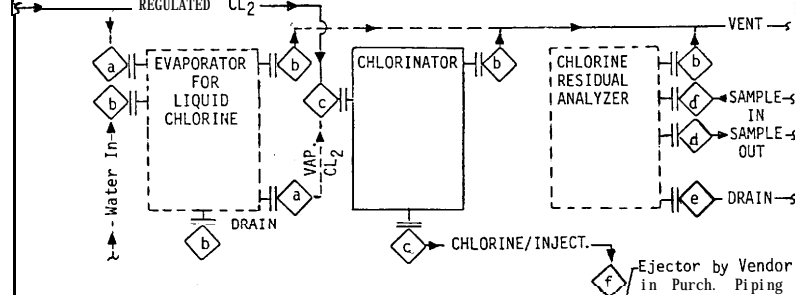 REGULATED CL2
VENT
a
EVAPORATOR
FOR
LIQUID
CHLORINE
b
CHLORINATOR
b
CHLORINE
RESIDUAL
ANALYZER
b
b
c
d
SAMPLE
IN
d
SAMPLE
OUT
Water In
VAP.
CL2
a
e
DRAIN
DRAIN
b
c
CHLORINE/INJECT.
f
Ejector by Vendor
in Purch. Piping